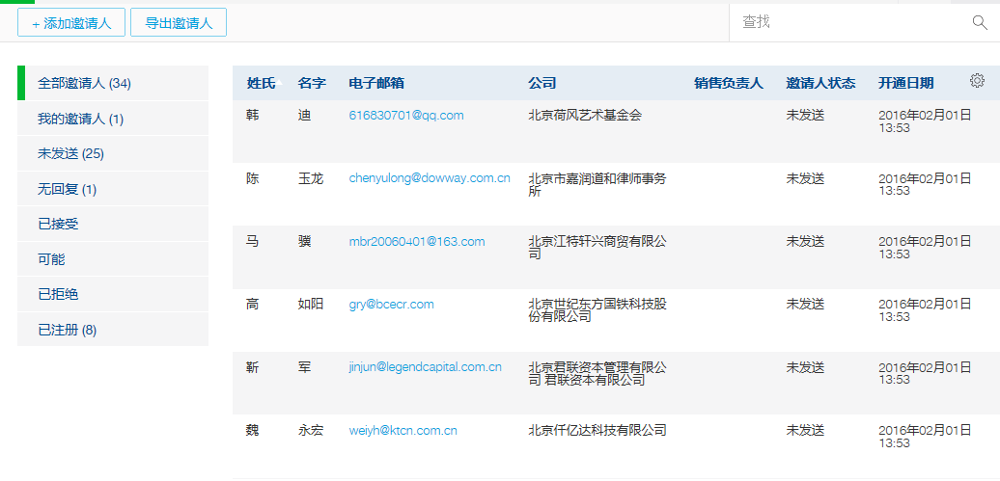 + 添加邀请人
导出邀请人
查找
全部邀请人 (34)
我的邀请人 (1)
未发送 (25)
无回复 (1)
已接受
可能
已拒绝
已注册 (8)
姓氏 名字 电子邮箱 公司 销售负责人 邀请人状态 开通日期
韩 迪 616830701@qq.com 北京荷风艺术基金会 未发送 2016年02月01日
13:53
陈 玉龙 chenyulong@dowway.com.cn 北京市嘉润道和律师事务 未发送 2016年02月01日
所 13:53
马 骥 mbr20060401@163.com 北京江特轩兴商贸有限公 未发送 2016年02月01日
司 13:53
高 如阳 gry@bcecr.com 北京世纪东方国铁科技股 未发送 2016年02月01日
份有限公司 13:53
靳 军 jinjun@legendcapital.com.cn 北京君联资本管理有限公 未发送 2016年02月01日
司 君联资本有限公司 13:53
魏 永宏 weiyh@ktcn.com.cn 北京仟亿达科技有限公司 未发送 2016年02月01日
13:53